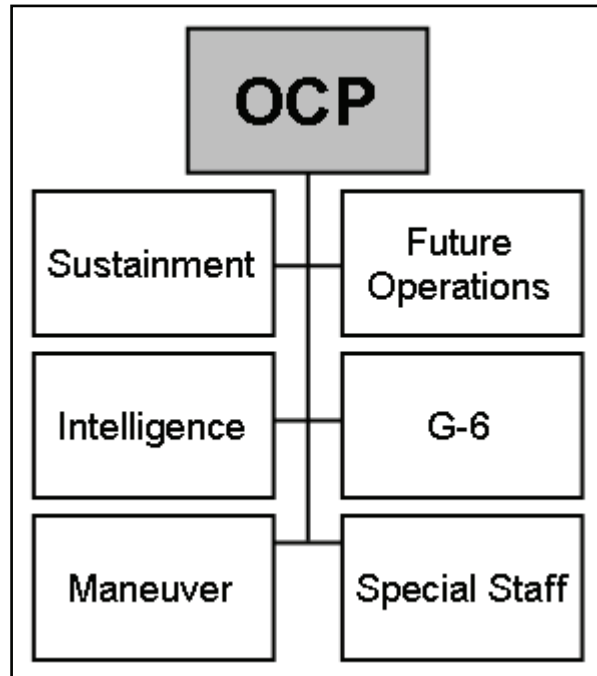 OCP
Sustainment
Future
Operations
Intelligence
G-6
Maneuver
Special Staff